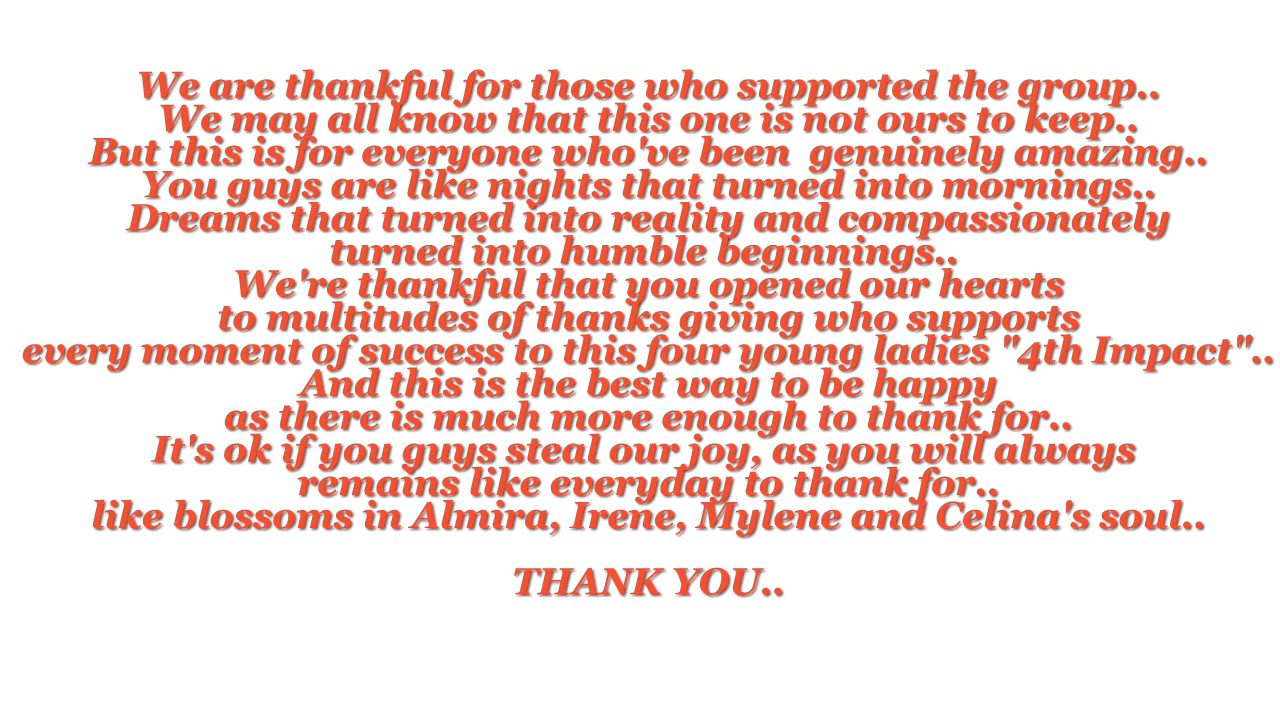 We are thankful for those who supported the group..
We may all know that this one is not ours to keep..
But this is for everyone who've been  genuinely amazing..
You guys are like nights that turned into mornings..
Dreams that turned into reality and compassionately
turned into humble beginnings..
We're thankful that you opened our hearts
to multitudes of thanks giving who supports
every moment of success to this four young ladies "4th Impact"..
And this is the best way to be happy
as there is much more enough to thank for..
It's ok if you guys steal our joy, as you will always
remains like everyday to thank for..
like blossoms in Almira, Irene, Mylene and Celina's soul..
THANK YOU..